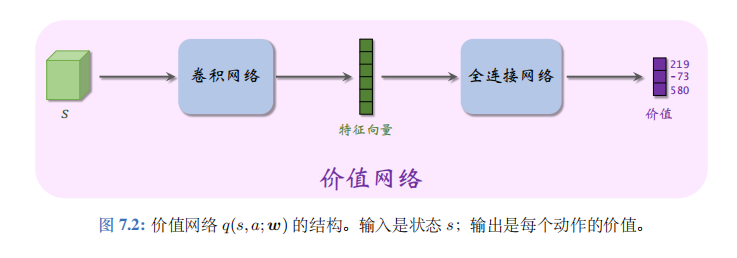 卷积网络
全连接网络
219
-73
580
s
特征向量
价值
价值网络
图 7.2: 价值网络 q(s, a; w) 的结构。输入是状态 s；输出是每个动作的价值。